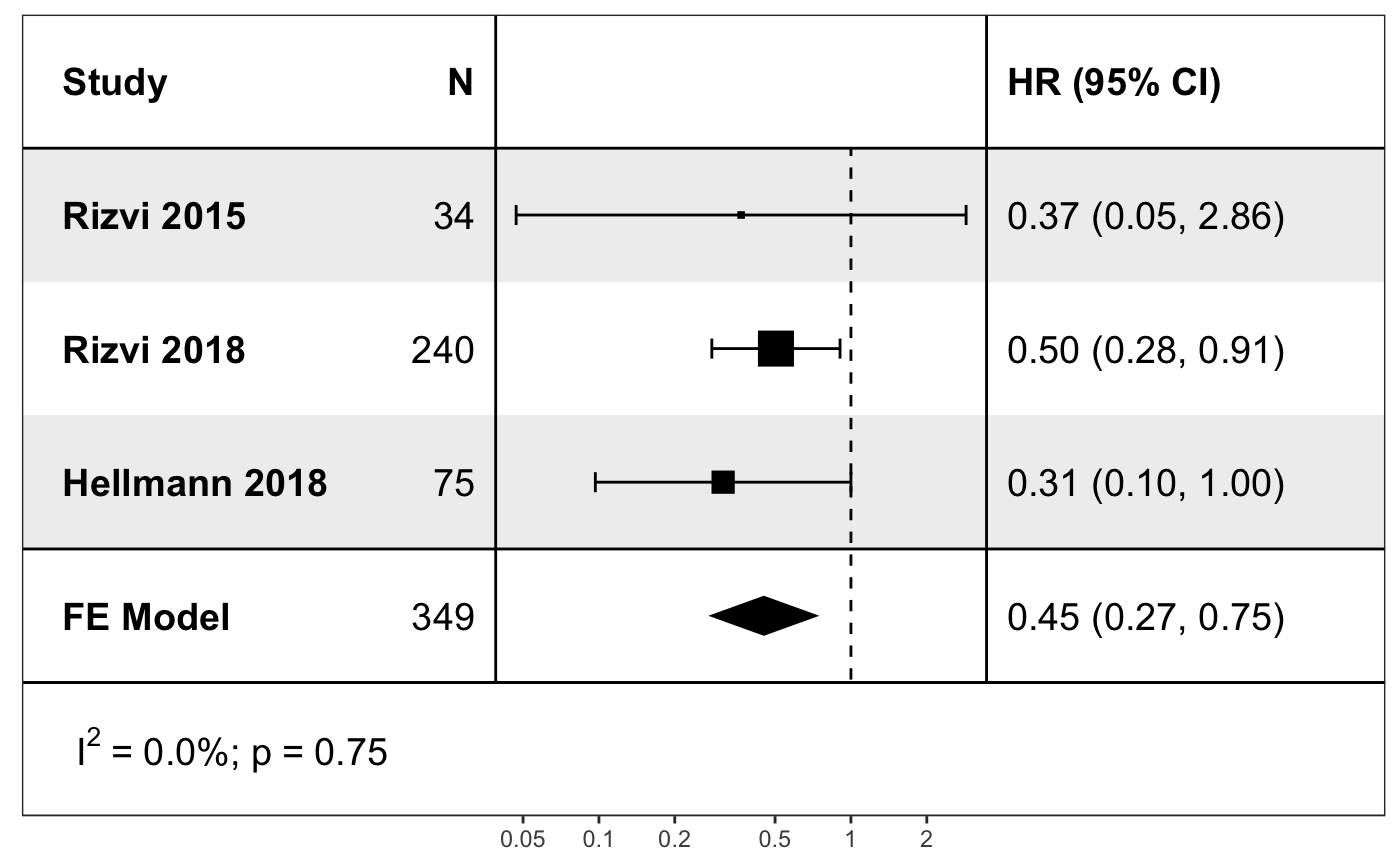 Study N HR (95% CI)
Rizvi 2015 34 0.37 (0.05, 2.86)
Rizvi 2018 240 0.50 (0.28, 0.91)
Hellmann 2018 75 0.31 (0.10, 1.00)
FE Model 349 0.45 (0.27, 0.75)
I² = 0.0%; p = 0.75
0.05 0.1 0.2 0.5 1 2